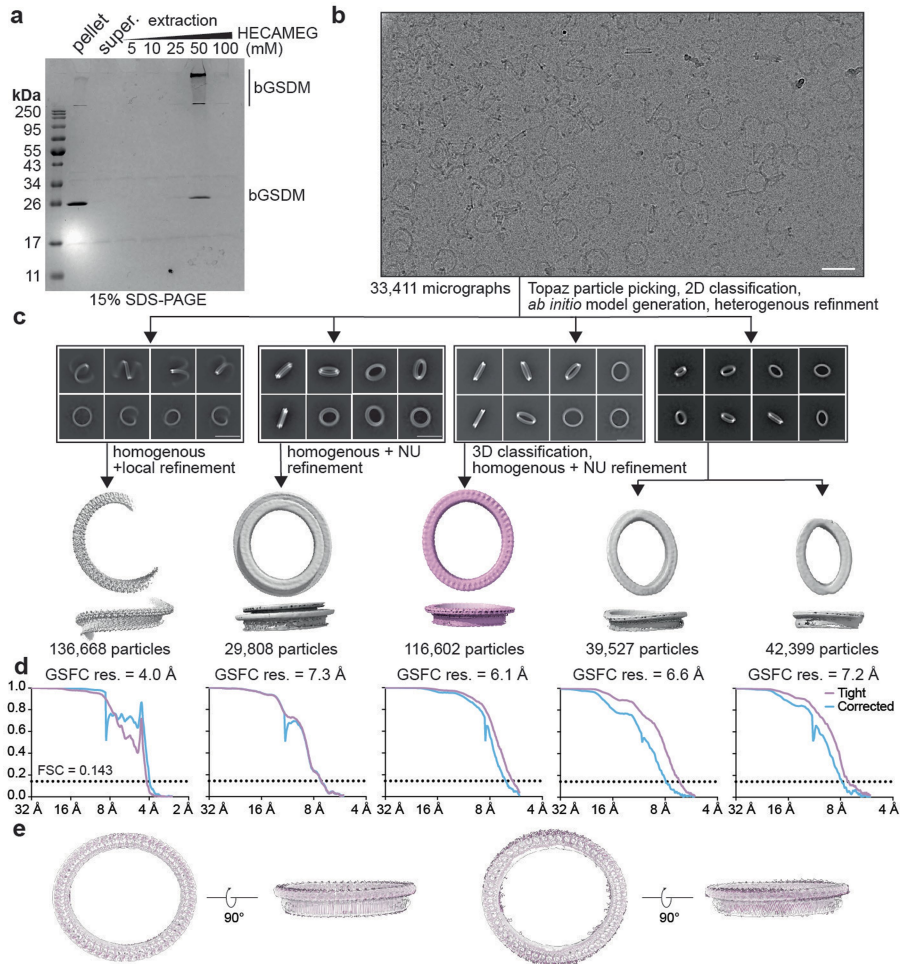 a
b
pellet
super.
extraction
HECAMEG
5 10 25 50 100 (mM)
bGSDM
kDa
250
95
55
43
34
26
17
11
bGSDM
15% SDS-PAGE
33,411 micrographs
Topaz particle picking, 2D classification,
ab initio model generation, heterogenous refinment
c
homogenous
+local refinement
homogenous + NU
refinement
3D classification,
homogenous + NU refinement
136,668 particles
29,808 particles
116,602 particles
39,527 particles
42,399 particles
d
GSFC res. = 4.0 Å
GSFC res. = 7.3 Å
GSFC res. = 6.1 Å
GSFC res. = 6.6 Å
GSFC res. = 7.2 Å
1.0
0.8
0.6
0.4
0.2
0.0
FSC = 0.143
Tight
Corrected
32 Å 16 Å 8 Å 4 Å 2 Å
32 Å 16 Å 8 Å 4 Å
32 Å 16 Å 8 Å 4 Å
32 Å 16 Å 8 Å 4 Å
32 Å 16 Å 8 Å 4 Å
e
90°
90°